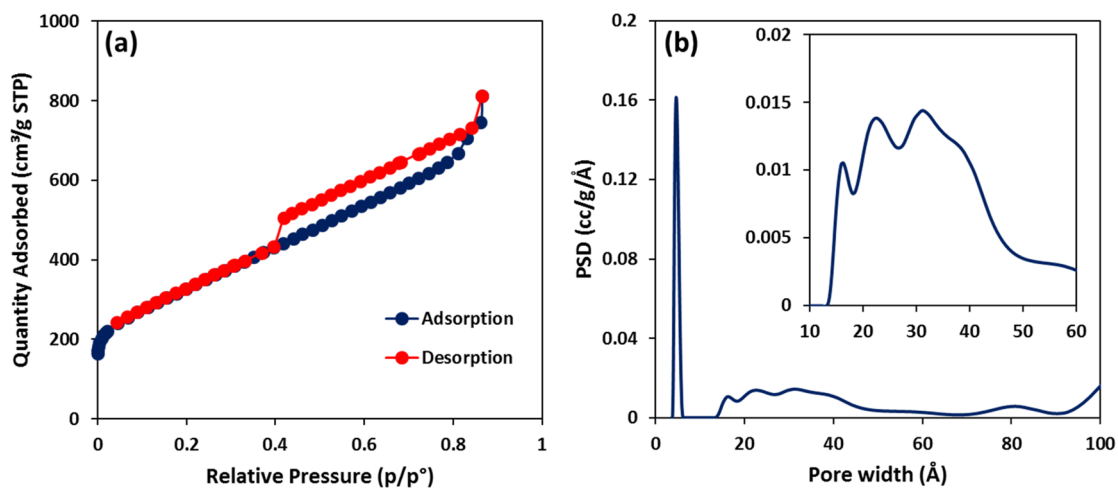 (a)
Quantity Adsorbed (cm³/g STP)
1000
800
600
400
200
0
Adsorption
Desorption
0 0.2 0.4 0.6 0.8 1
Relative Pressure (p/p°)
(b)
PSD (cc/g/Å)
0.2
0.16
0.12
0.08
0.04
0
0 20 40 60 80 100
Pore width (Å)
0.02
0.015
0.01
0.005
0
10 20 30 40 50 60